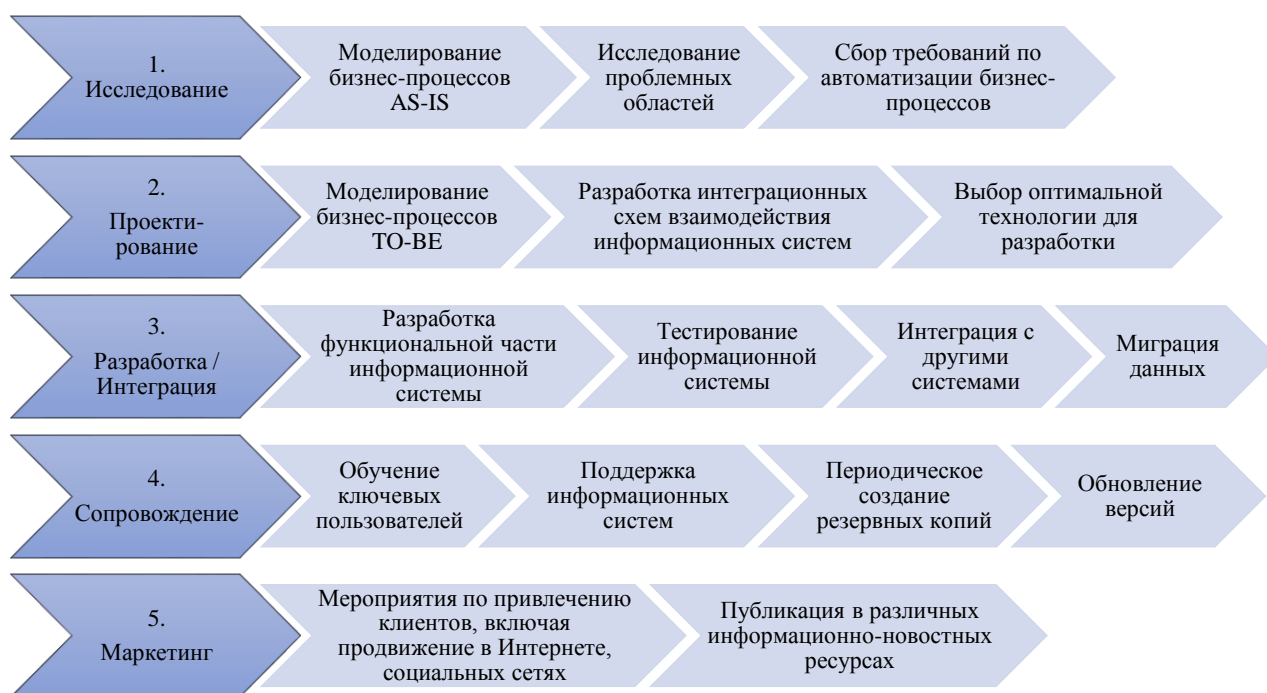 1.
Исследование
Моделирование
бизнес-процессов
AS-IS
Исследование
проблемных
областей
Сбор требований по
автоматизации бизнес-
процессов
2.
Проекти-
рование
Моделирование
бизнес-процессов
TO-BE
Разработка интеграционных
схем взаимодействия
информационных систем
Выбор оптимальной
технологии для
разработки
3.
Разработка /
Интеграция
Разработка
функциональной части
информационной
системы
Тестирование
информационной
системы
Интеграция с
другими
системами
Миграция
данных
4.
Сопровождение
Обучение
ключевых
пользователей
Поддержка
информационных
систем
Периодическое
создание
резервных копий
Обновление
версий
5.
Маркетинг
Мероприятия по привлечению
клиентов, включая
продвижение в Интернете,
социальных сетях
Публикация в различных
информационно-новостных
ресурсах